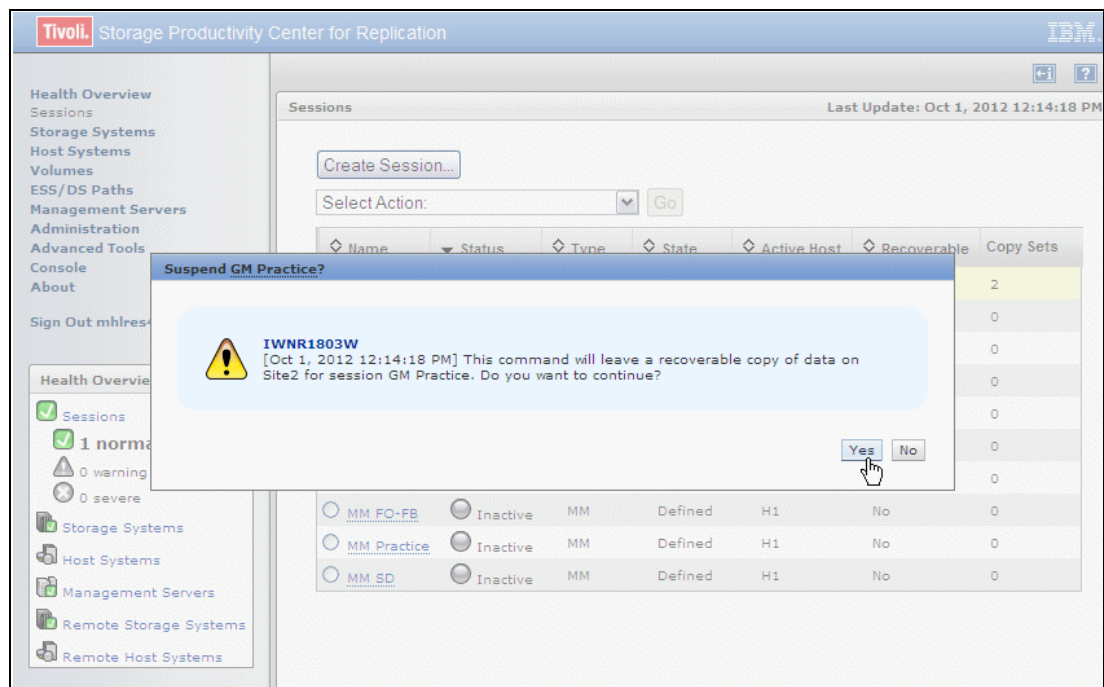 Tivoli. Storage Productivity Center for Replication
IBM.
Health Overview
Sessions
Storage Systems
Host Systems
Volumes
ESS/DS Paths
Management Servers
Administration
Advanced Tools
Console
About
Sign Out mhlres
Health Overvie
Sessions
1 norma
0 warning
0 severe
Storage Systems
Host Systems
Management Servers
Remote Storage Systems
Remote Host Systems
?
Sessions
Last Update: Oct 1, 2012 12:14:18 PM
Create Session...
Select Action:
Go
Name Status Type State Active Host Recoverable Copy Sets
2
0
0
0
0
0
0
Suspend GM Practice?
IWNR1803W
[Oct 1, 2012 12:14:18 PM] This command will leave a recoverable copy of data on
Site2 for session GM Practice. Do you want to continue?
Yes No
MM FO-FB Inactive MM Defined H1 No 0
MM Practice Inactive MM Defined H1 No 0
MM SD Inactive MM Defined H1 No 0